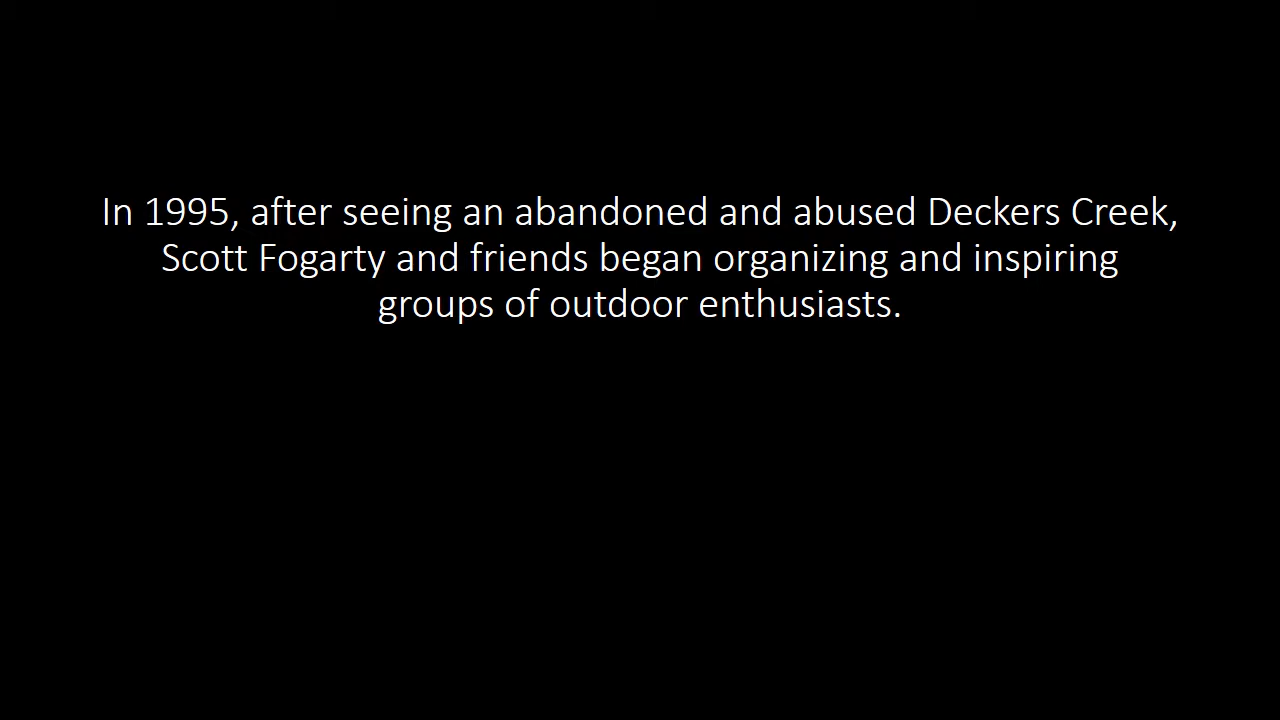 In 1995, after seeing an abandoned and abused Deckers Creek,
Scott Fogarty and friends began organizing and inspiring
groups of outdoor enthusiasts.